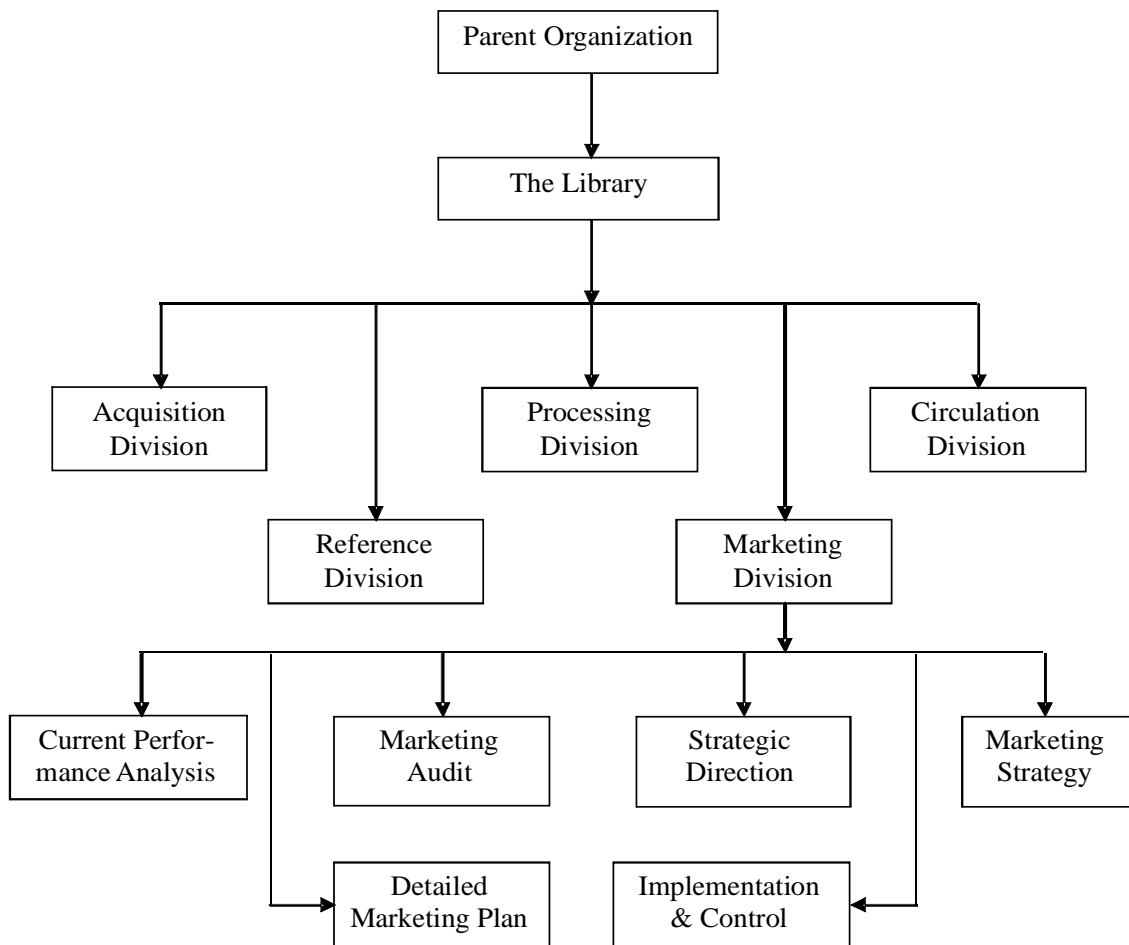 Parent Organization
The Library
Acquisition
Division
Processing
Division
Circulation
Division
Reference
Division
Marketing
Division
Current Perfor-
mance Analysis
Marketing
Audit
Strategic
Direction
Marketing
Strategy
Detailed
Marketing Plan
Implementation
& Control